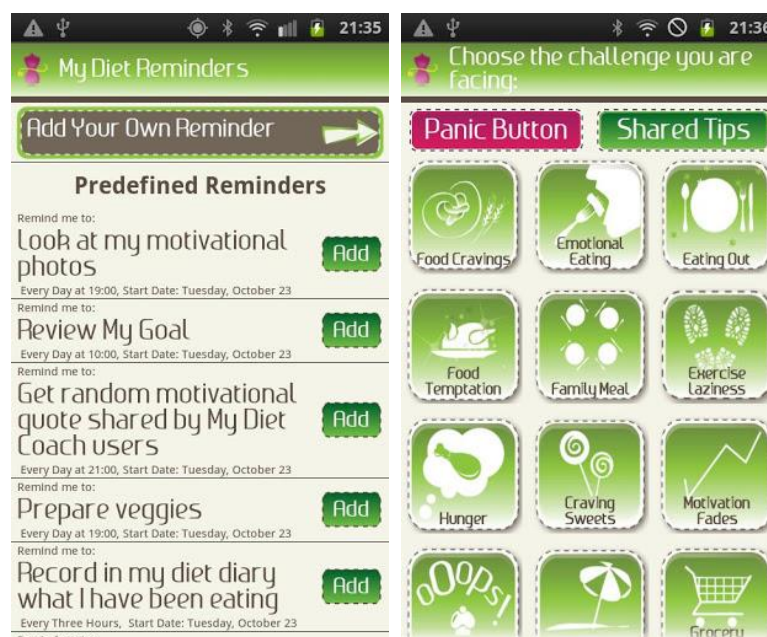 21:35
My Diet Reminders
Add Your Own Reminder
Predefined Reminders
Remind me to:
Look at my motivational
photos
Add
Every Day at 19:00, Start Date: Tuesday, October 23
Remind me to:
Review My Goal
Add
Every Day at 10:00, Start Date: Tuesday, October 23
Remind me to:
Get random motivational
quote shared by My Diet
Coach users
Add
Every Day at 21:00, Start Date: Tuesday, October 23
Remind me to:
Prepare veggies
Add
Every Day at 19:00, Start Date: Tuesday, October 23
Remind me to:
Record in my diet diary
what I have been eating
Add
Every Three Hours, Start Date: Tuesday, October 23
21:36
Choose the challenge you are
facing:
Panic Button
Shared Tips
Food Cravings
Emotional
Eating
Eating Out
Food
Temptation
Family Meal
Exercise
Laziness
Hunger
Craving
Sweets
Motivation
Fades
oOops!
Grocery